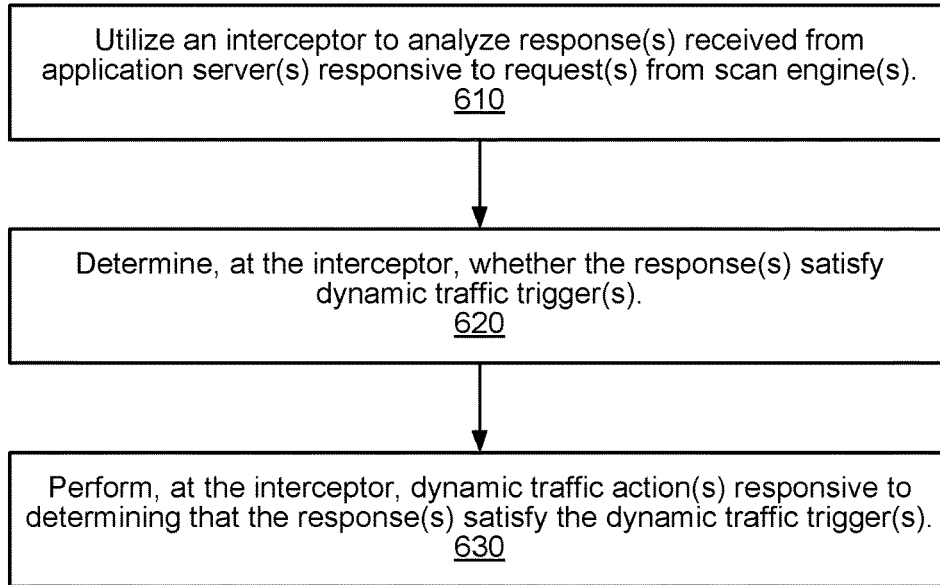 Utilize an interceptor to analyze response(s) received from
application server(s) responsive to request(s) from scan engine(s).
610
Determine, at the interceptor, whether the response(s) satisfy
dynamic traffic trigger(s).
620
Perform, at the interceptor, dynamic traffic action(s) responsive to
determining that the response(s) satisfy the dynamic traffic trigger(s).
630